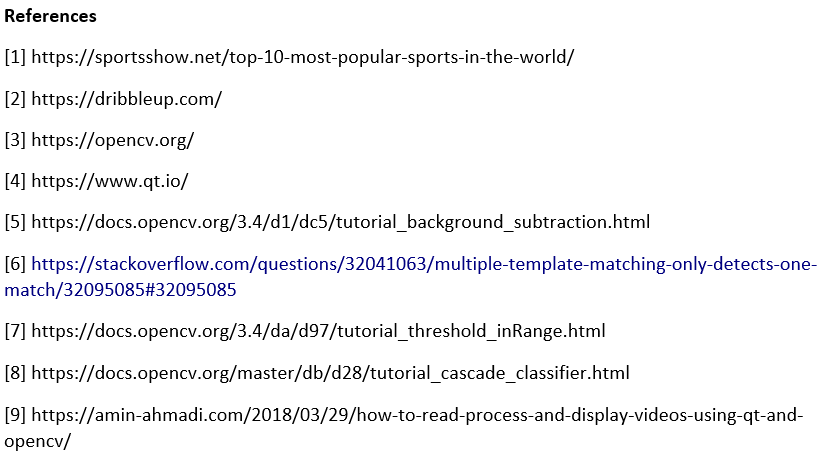 References
[1] https://sportsshow.net/top-10-most-popular-sports-in-the-world/
[2] https://dribbleup.com/
[3] https://opencv.org/
[4] https://www.qt.io/
[5] https://docs.opencv.org/3.4/d1/dc5/tutorial_background_subtraction.html
[6] https://stackoverflow.com/questions/32041063/multiple-template-matching-only-detects-one-
match/32095085#32095085
[7] https://docs.opencv.org/3.4/da/d97/tutorial_threshold_inRange.html
[8] https://docs.opencv.org/master/db/d28/tutorial_cascade_classifier.html
[9] https://amin-ahmadi.com/2018/03/29/how-to-read-process-and-display-videos-using-qt-and-
opencv/